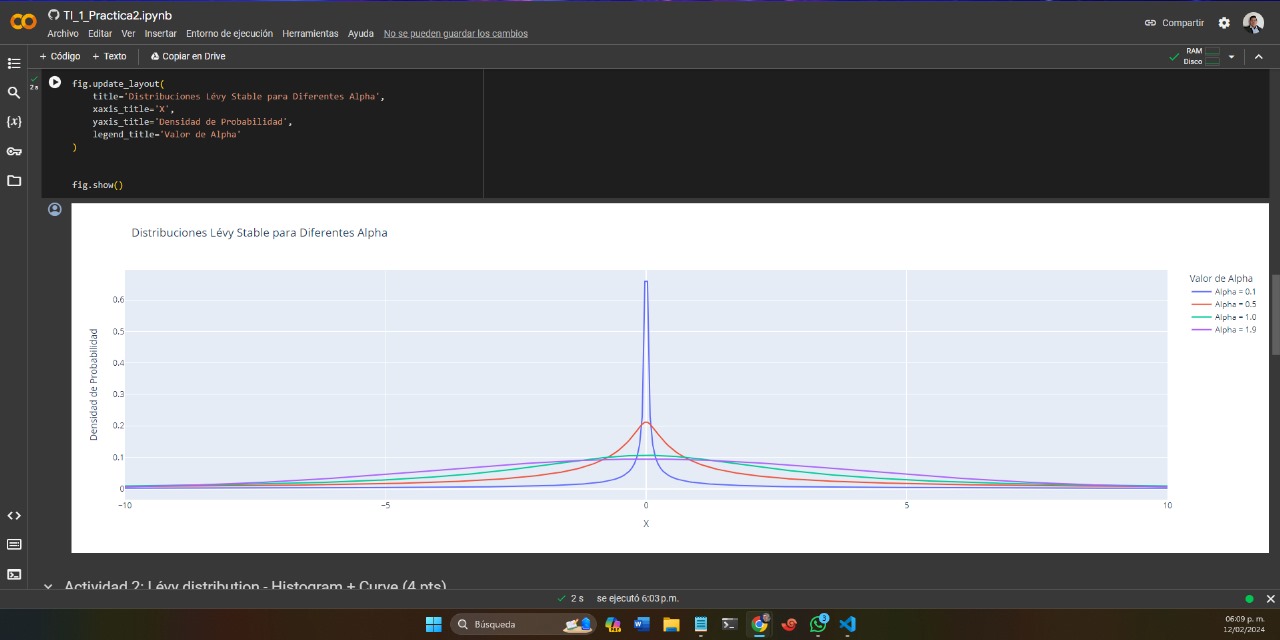 TI_1_Practica2.ipynb
Archivo Editar Ver Insertar Entorno de ejecución Herramientas Ayuda No se pueden guardar los cambios
Compartir
+ Código + Texto Copiar en Drive
RAM
Disco
2 s
fig.update_layout(
title='Distribuciones Lévy Stable para Diferentes Alpha',
xaxis_title='X',
yaxis_title='Densidad de Probabilidad',
legend_title='Valor de Alpha'
)
fig.show()
{x}
Distribuciones Lévy Stable para Diferentes Alpha
Valor de Alpha
Alpha = 0.1
Alpha = 0.5
Alpha = 1.0
Alpha = 1.9
Densidad de Probabilidad
0.6
0.5
0.4
0.3
0.2
0.1
0
−10 −5 0 5 10
X
Actividad 2: Lévy distribution - Histogram + Curve (4 pts)
2 s se ejecutó 6:03 p.m.
Búsqueda
06:09 p. m.
12/02/2024